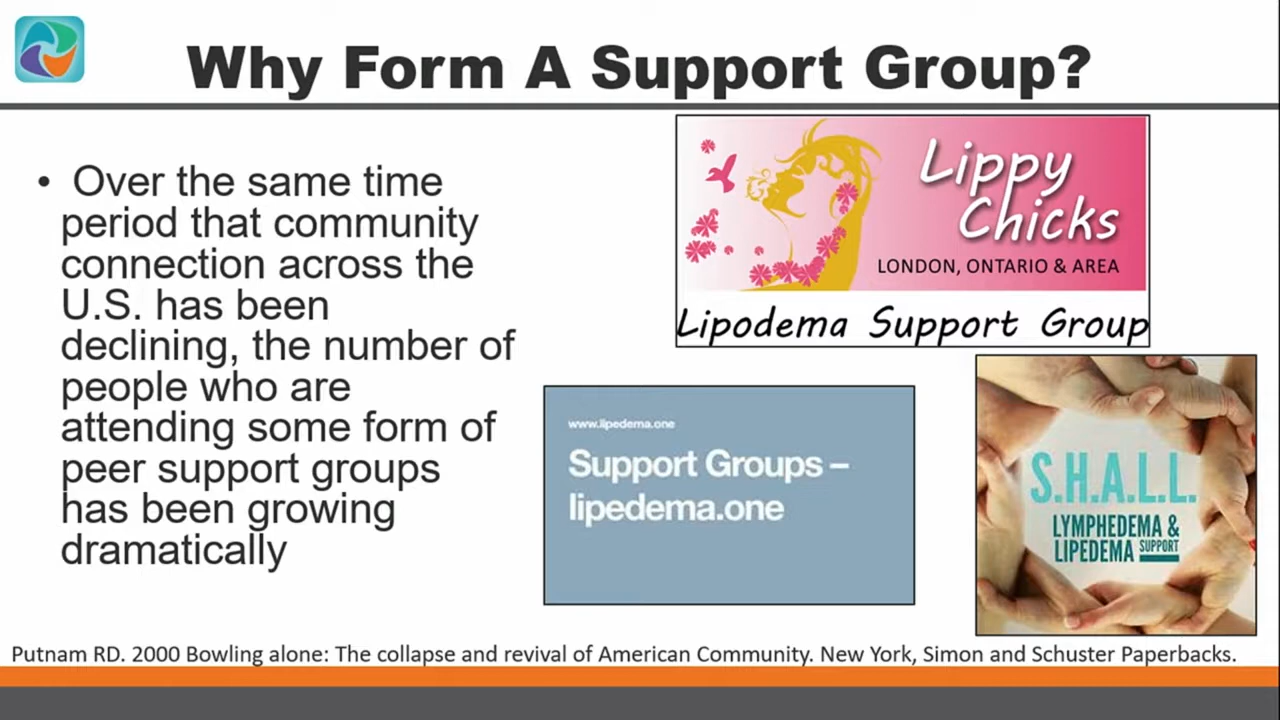 Why Form A Support Group?
• Over the same time
period that community
connection across the
U.S. has been
declining, the number of
people who are
attending some form of
peer support groups
has been growing
dramatically
Lippy
Chicks
LONDON, ONTARIO & AREA
Lipodema Support Group
www.lipedema.one
Support Groups –
lipedema.one
S.H.A.L.L.
LYMPHEDEMA &
LIPEDEMA SUPPORT
Putnam RD. 2000 Bowling alone: The collapse and revival of American Community. New York, Simon and Schuster Paperbacks.